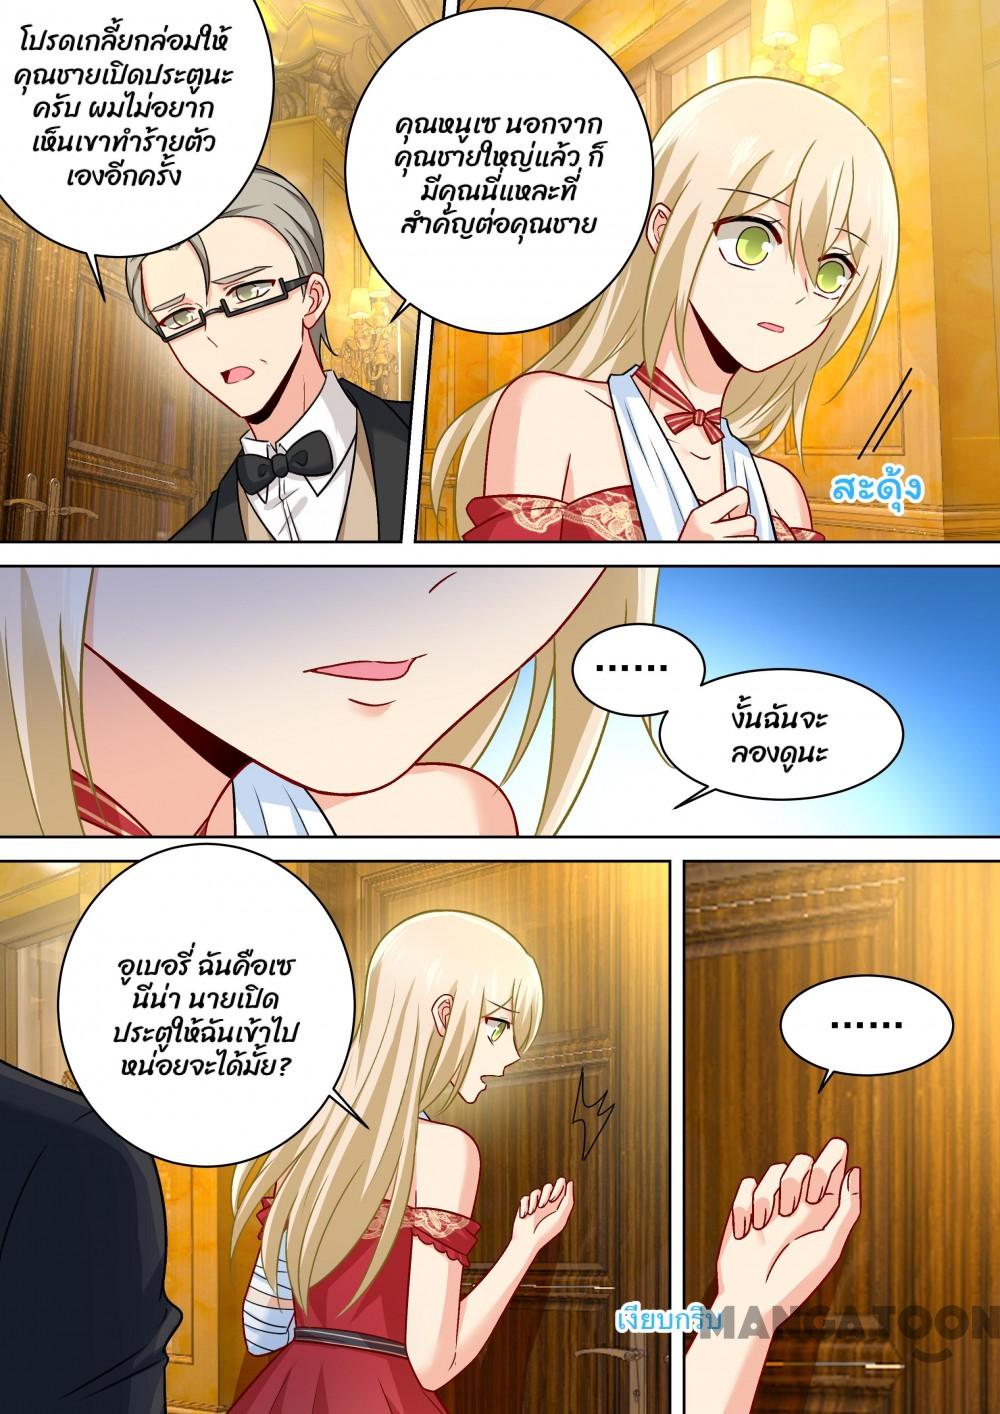 โปรดเกลี้ยกล่อมให้
คุณชายเปิดประตูนะ
ครับ ผมไม่อยาก
เห็นเขาทำร้ายตัว
เองอีกครั้ง
คุณหนูเซ นอกจาก
คุณชายใหญ่แล้ว ก็
มีคุณนี่แหละที่
สำคัญต่อคุณชาย
สะดุ้ง
······
งั้นฉันจะ
ลองดูนะ
อูเบอรี่ ฉันคือเซ
นีน่า นายเปิด
ประตูให้ฉันเข้าไป
หน่อยจะได้มั้ย?
······
เงียบกริบ
MANGATOON